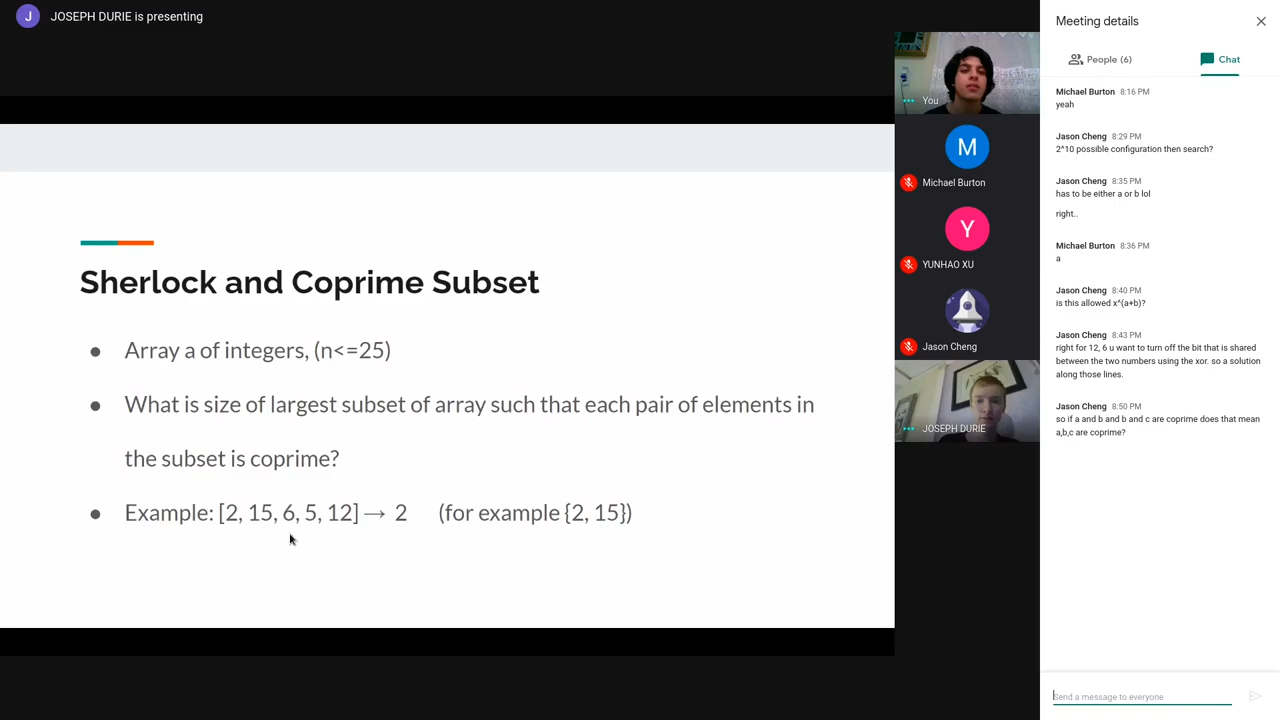 J
JOSEPH DURIE is presenting
Sherlock and Coprime Subset
● Array a of integers, (n<=25)
● What is size of largest subset of array such that each pair of elements in
the subset is coprime?
● Example: [2, 15, 6, 5, 12] → 2 (for example {2, 15})
You
M
Michael Burton
Y
YUNHAO XU
Jason Cheng
JOSEPH DURIE
Meeting details
People (6)
Chat
Michael Burton 8:16 PM
yeah
Jason Cheng 8:29 PM
2^10 possible configuration then search?
Jason Cheng 8:35 PM
has to be either a or b lol
right..
Michael Burton 8:36 PM
a
Jason Cheng 8:40 PM
is this allowed x^(a+b)?
Jason Cheng 8:43 PM
right for 12, 6 u want to turn off the bit that is shared
between the two numbers using the xor. so a solution
along those lines.
Jason Cheng 8:50 PM
so if a and b and b and c are coprime does that mean
a,b,c are coprime?
Send a message to everyone